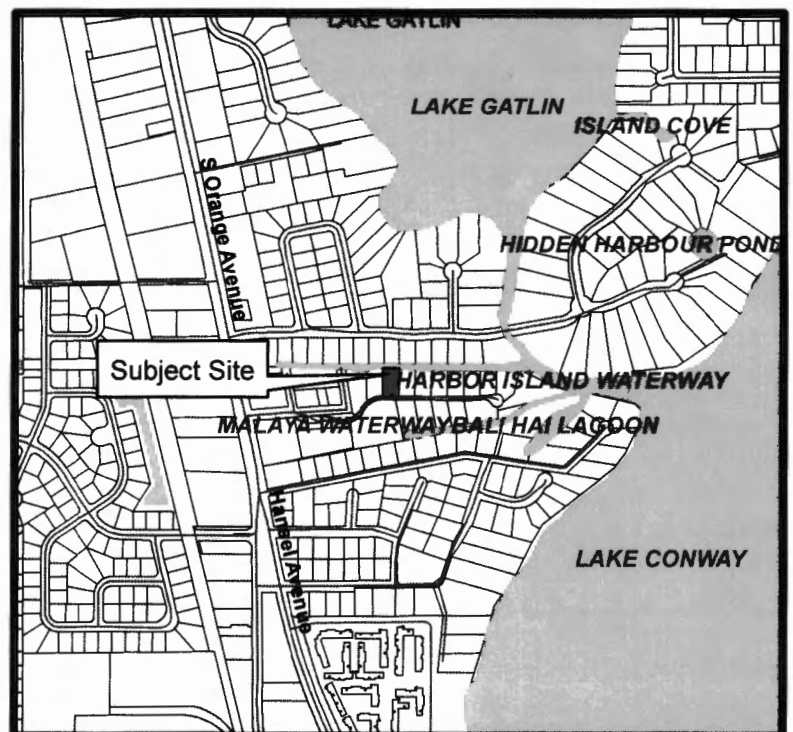 LAKE GATLIN
LAKE GATLIN
ISLAND COVE
S Orange Avenue
HIDDEN HARBOUR POND
Subject Site
HARBOR ISLAND WATERWAY
MALAYA WATERWAY
BALI HAI LAGOON
Hansel Avenue
LAKE CONWAY